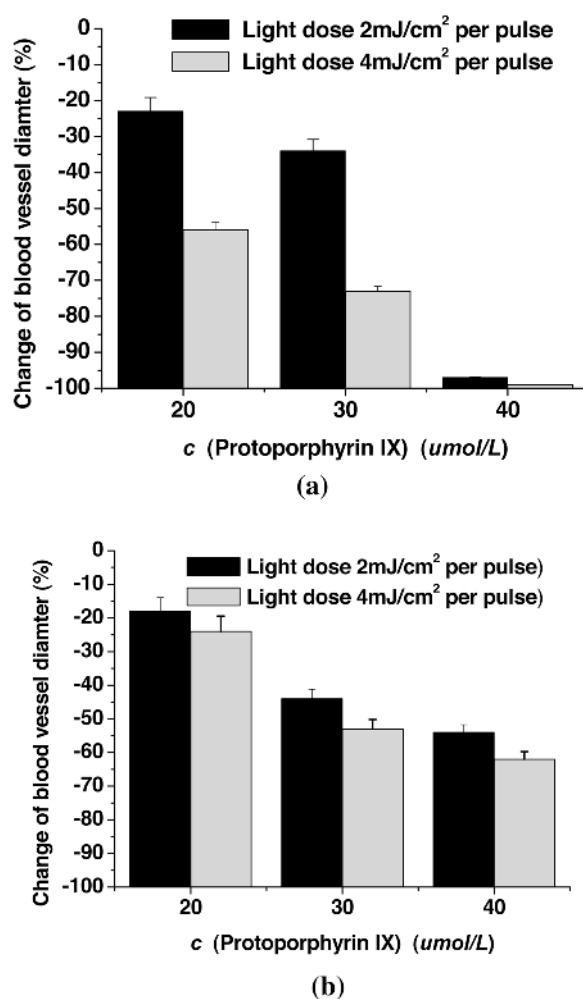 0
-10
-20
-30
-40
-50
-60
-70
-80
-90
-100
Change of blood vessel diamter (%)
Light dose 2mJ/cm² per pulse
Light dose 4mJ/cm² per pulse
20 30 40
c (Protoporphyrin IX) (umol/L)
(a)
0
-10
-20
-30
-40
-50
-60
-70
-80
-90
-100
Change of blood vessel diamter (%)
Light dose 2mJ/cm² per pulse)
Light dose 4mJ/cm² per pulse)
20 30 40
c (Protoporphyrin IX) (umol/L)
(b)